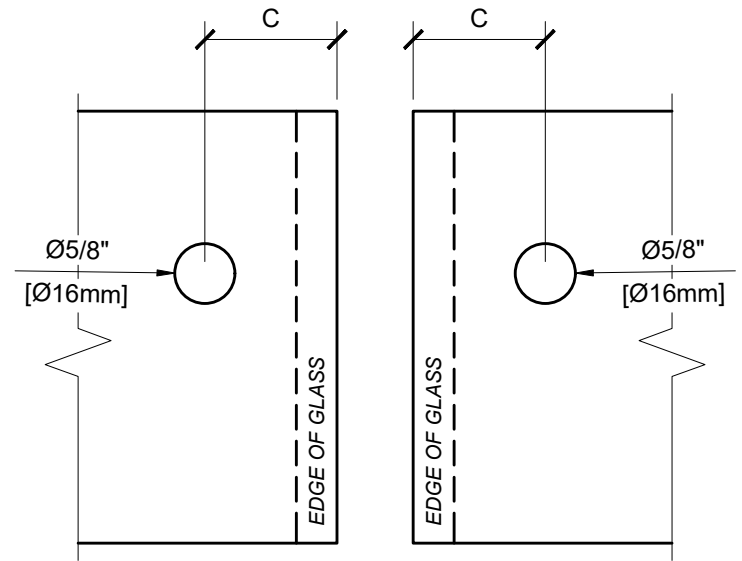 C
C
Ø5/8"
[Ø16mm]
Ø5/8"
[Ø16mm]
EDGE OF GLASS
EDGE OF GLASS